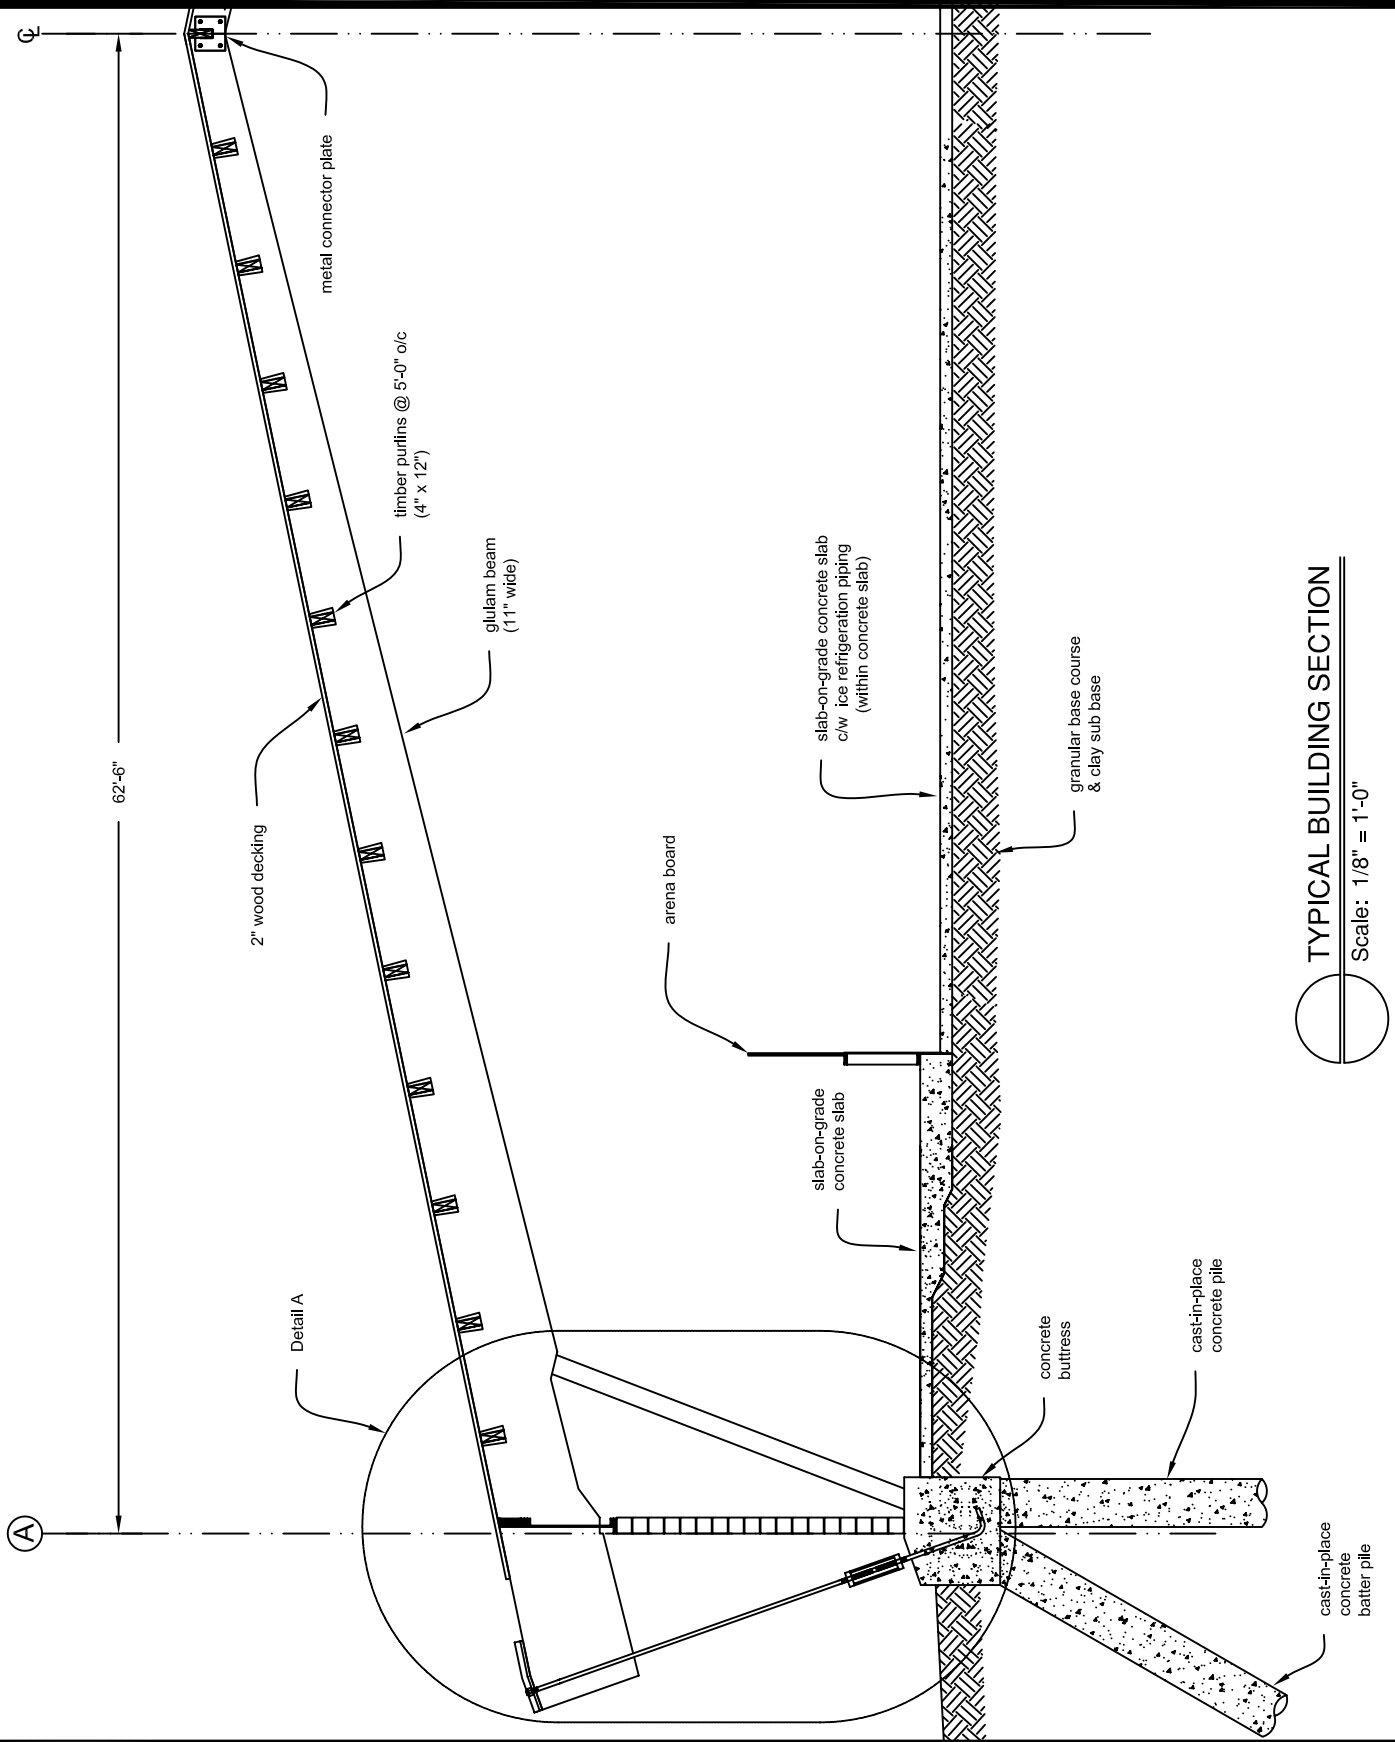 A
℄
62'-6"
Detail A
2" wood decking
metal connector plate
timber purlins @ 5'-0" o/c
(4" x 12")
glulam beam
(11" wide)
arena board
slab-on-grade
concrete slab
slab-on-grade concrete slab
c/w ice refrigeration piping
(within concrete slab)
granular base course
& clay sub base
concrete
buttress
cast-in-place
concrete pile
cast-in-place
concrete
batter pile
TYPICAL BUILDING SECTION
Scale: 1/8" = 1'-0"